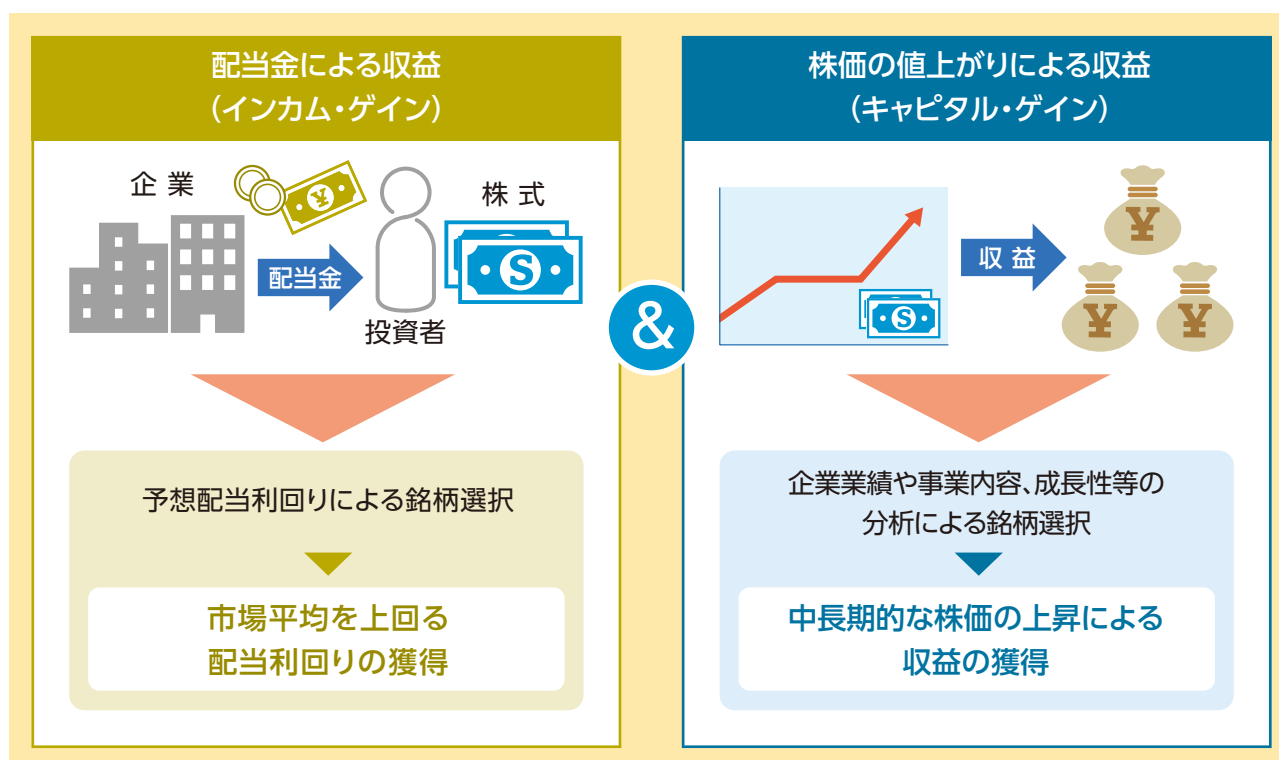 配当金による収益
(インカム・ゲイン)
企業
¥
株式
配当金
S
投資者
予想配当利回りによる銘柄選択
市場平均を上回る
配当利回りの獲得
&
株価の値上がりによる収益
(キャピタル・ゲイン)
S
収益
¥
¥
¥
企業業績や事業内容、成長性等の
分析による銘柄選択
中長期的な株価の上昇による
収益の獲得